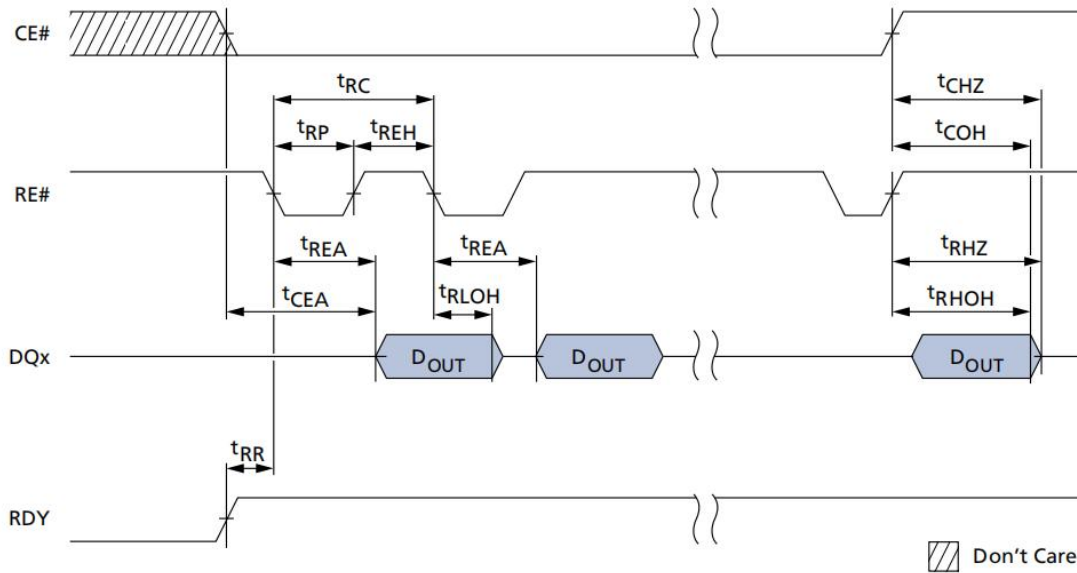 CE#
tRC
tCHZ
tRP
tREH
tCOH
RE#
tREA
tREA
tRHZ
tCEA
tRLOH
tRHOH
DQx
DOUT
DOUT
DOUT
tRR
RDY
Don't Care